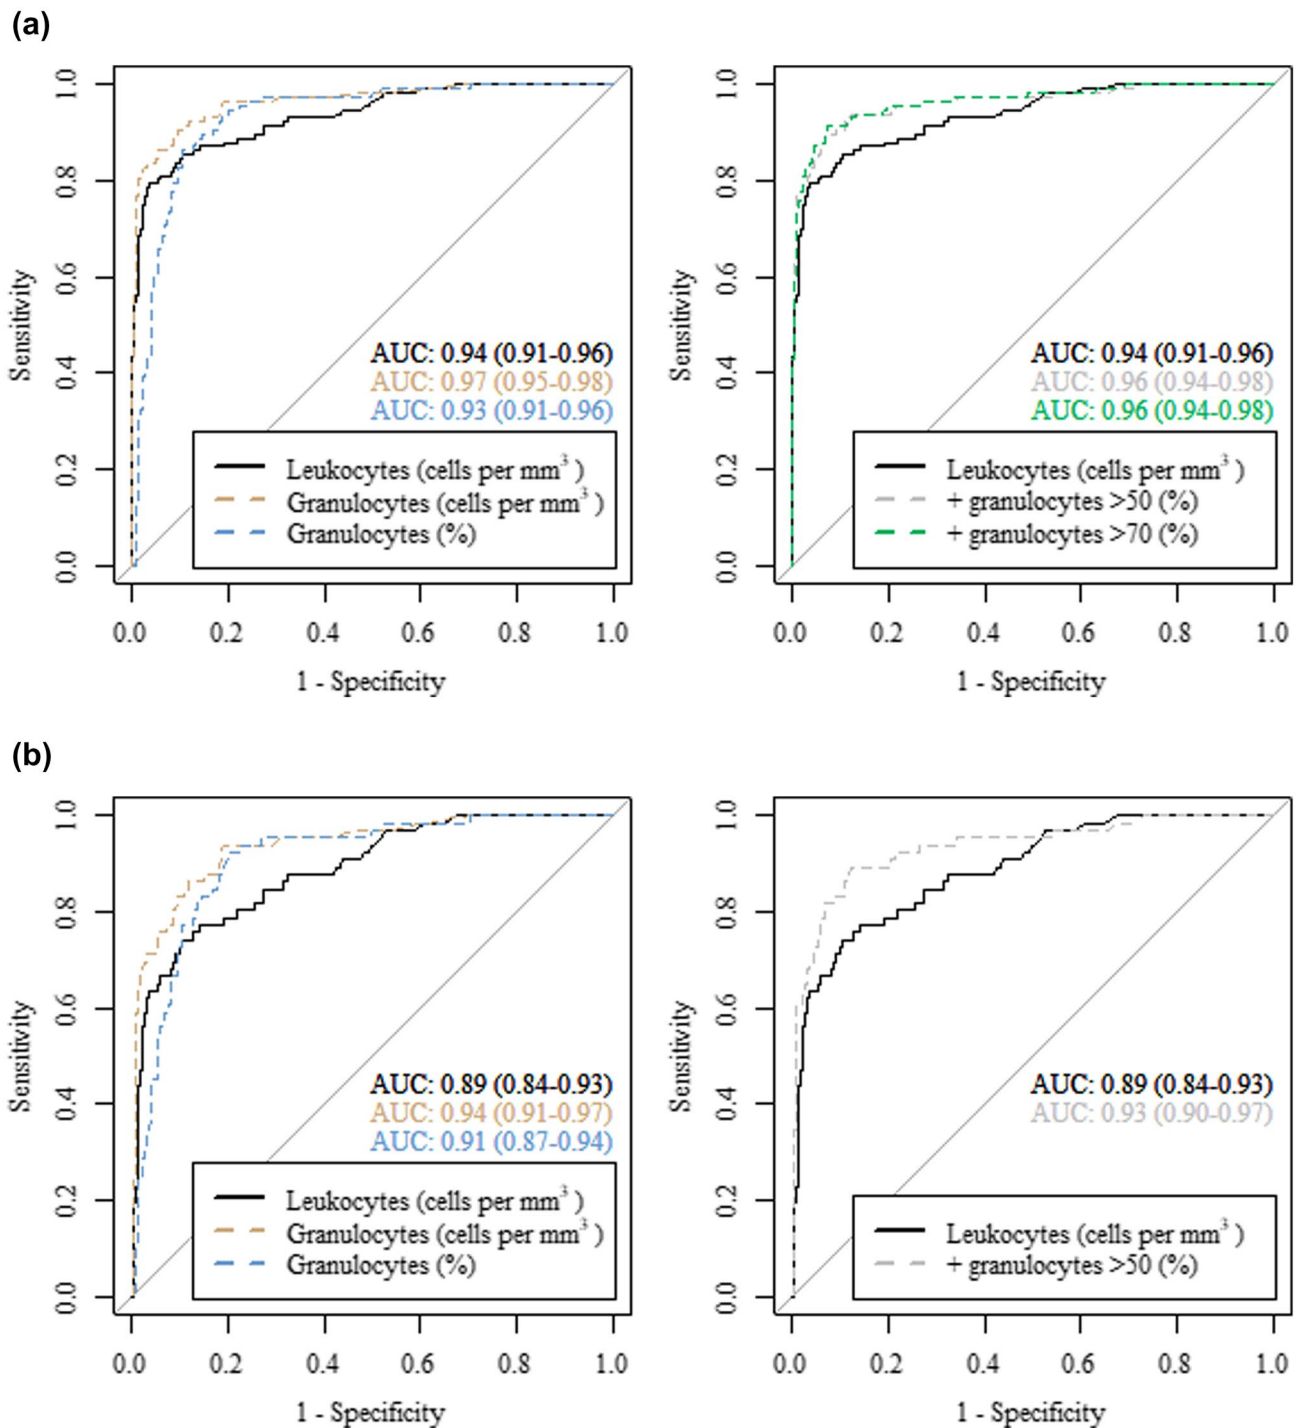 (a)
1.0
0.8
0.6
0.4
0.2
0.0
Sensitivity
AUC: 0.94 (0.91-0.96)
AUC: 0.97 (0.95-0.98)
AUC: 0.93 (0.91-0.96)
Leukocytes (cells per mm³ )
Granulocytes (cells per mm³ )
Granulocytes (%)
0.0 0.2 0.4 0.6 0.8 1.0
1 - Specificity
1.0
0.8
0.6
0.4
0.2
0.0
Sensitivity
AUC: 0.94 (0.91-0.96)
AUC: 0.96 (0.94-0.98)
AUC: 0.96 (0.94-0.98)
Leukocytes (cells per mm³ )
+ granulocytes >50 (%)
+ granulocytes >70 (%)
0.0 0.2 0.4 0.6 0.8 1.0
1 - Specificity
(b)
1.0
0.8
0.6
0.4
0.2
0.0
Sensitivity
AUC: 0.89 (0.84-0.93)
AUC: 0.94 (0.91-0.97)
AUC: 0.91 (0.87-0.94)
Leukocytes (cells per mm³ )
Granulocytes (cells per mm³ )
Granulocytes (%)
0.0 0.2 0.4 0.6 0.8 1.0
1 - Specificity
1.0
0.8
0.6
0.4
0.2
0.0
Sensitivity
AUC: 0.89 (0.84-0.93)
AUC: 0.93 (0.90-0.97)
Leukocytes (cells per mm³ )
+ granulocytes >50 (%)
0.0 0.2 0.4 0.6 0.8 1.0
1 - Specificity